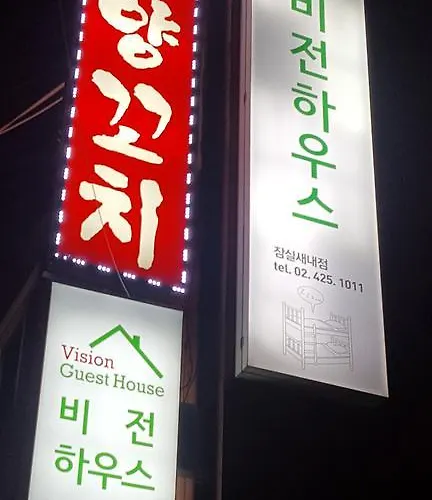 양꼬치
비전하우스
잠실새내점
tel. 02. 425. 1011
Vision
Guest House
비 전
하우스